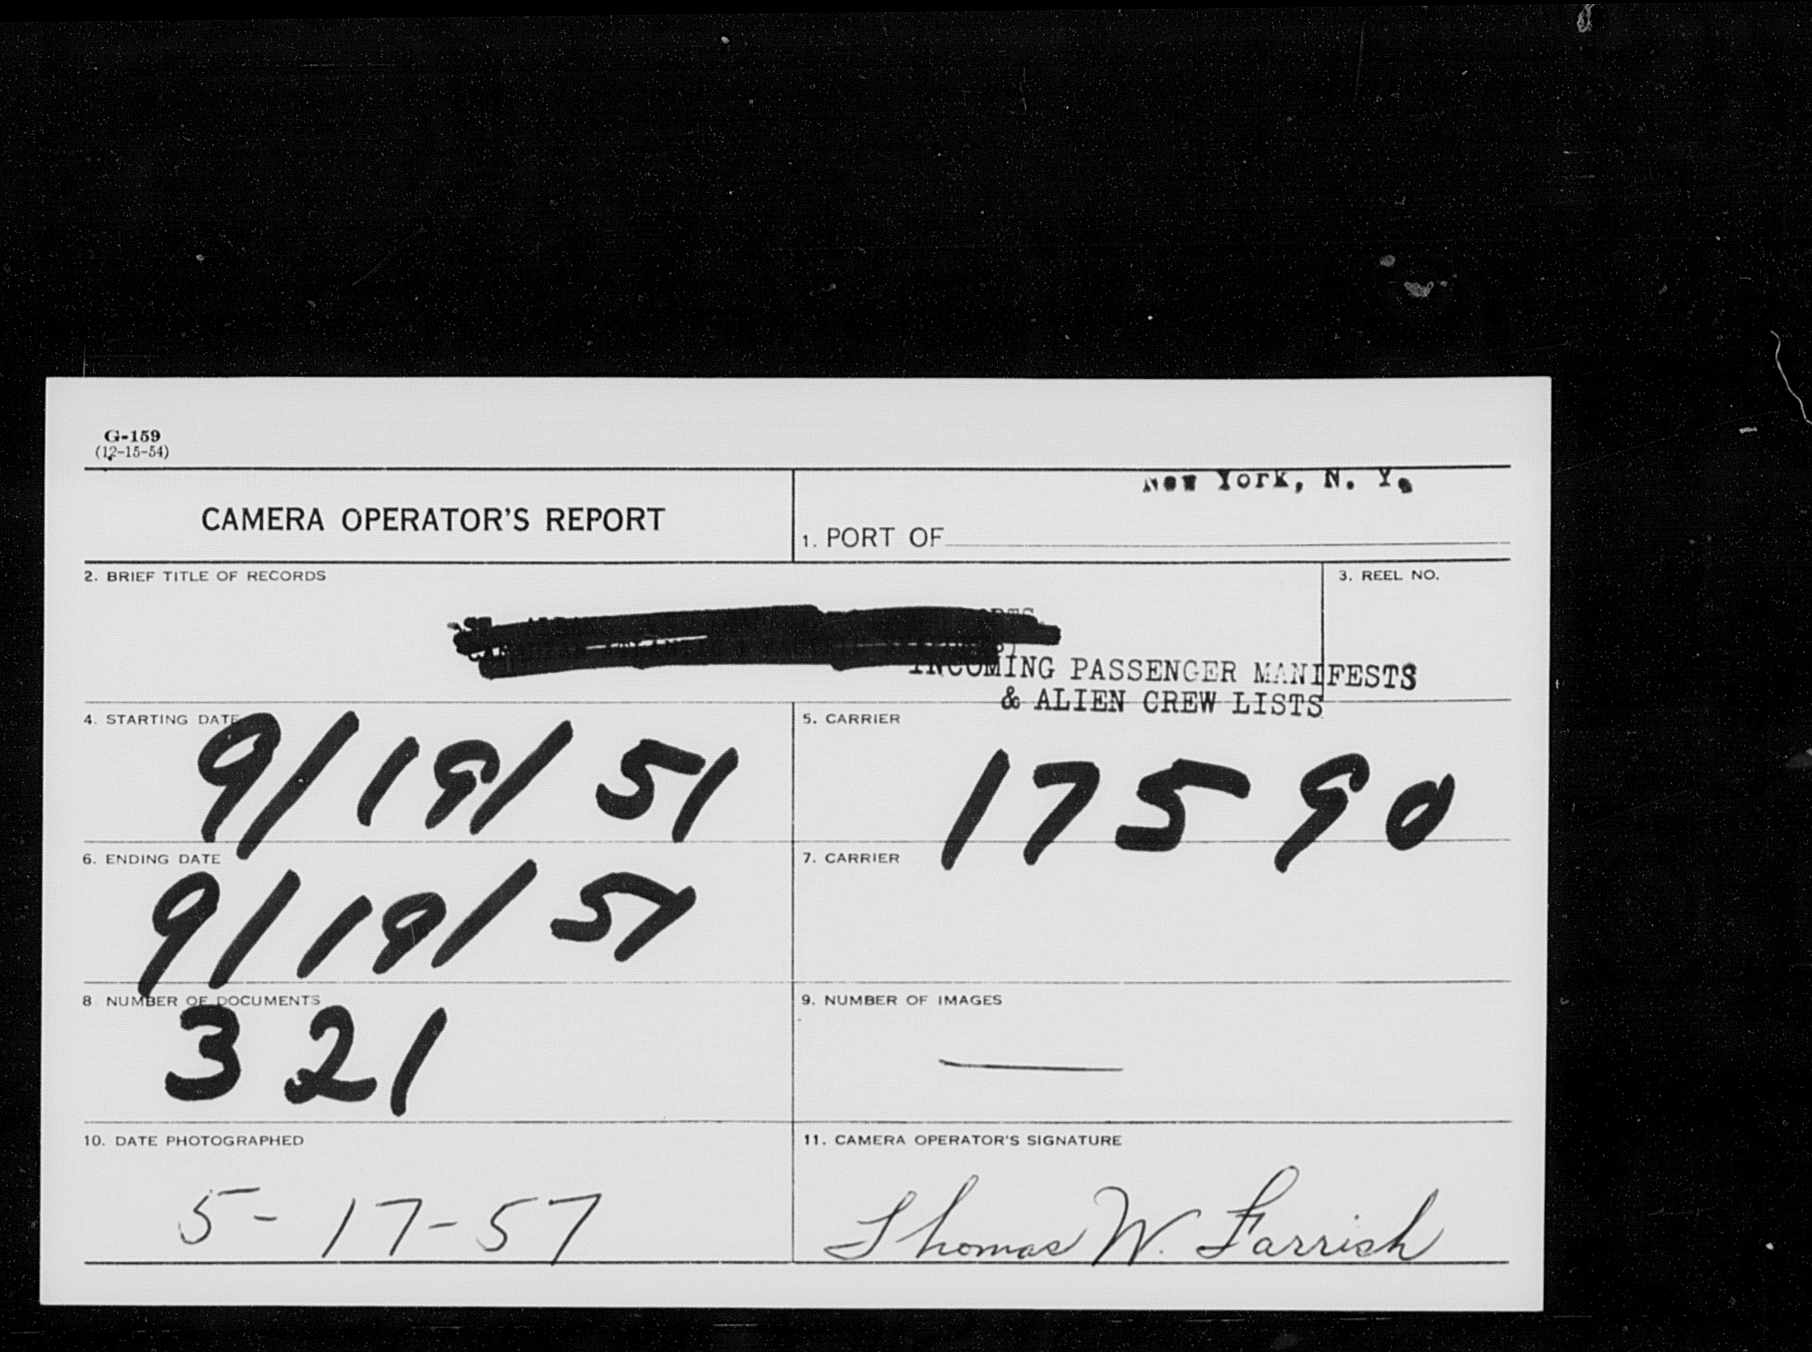 G-159
(12-15-54)
CAMERA OPERATOR'S REPORT
New York, N. Y.
1. PORT OF
2. BRIEF TITLE OF RECORDS
3. REEL NO.
INCOMING PASSENGER MANIFESTS
& ALIEN CREW LISTS
4. STARTING DATE
9/19/51
5. CARRIER
17590
6. ENDING DATE
9/19/51
7. CARRIER
8 NUMBER OF DOCUMENTS
321
9. NUMBER OF IMAGES
—
10. DATE PHOTOGRAPHED
5-17-57
11. CAMERA OPERATOR'S SIGNATURE
Thomas W. Farrish